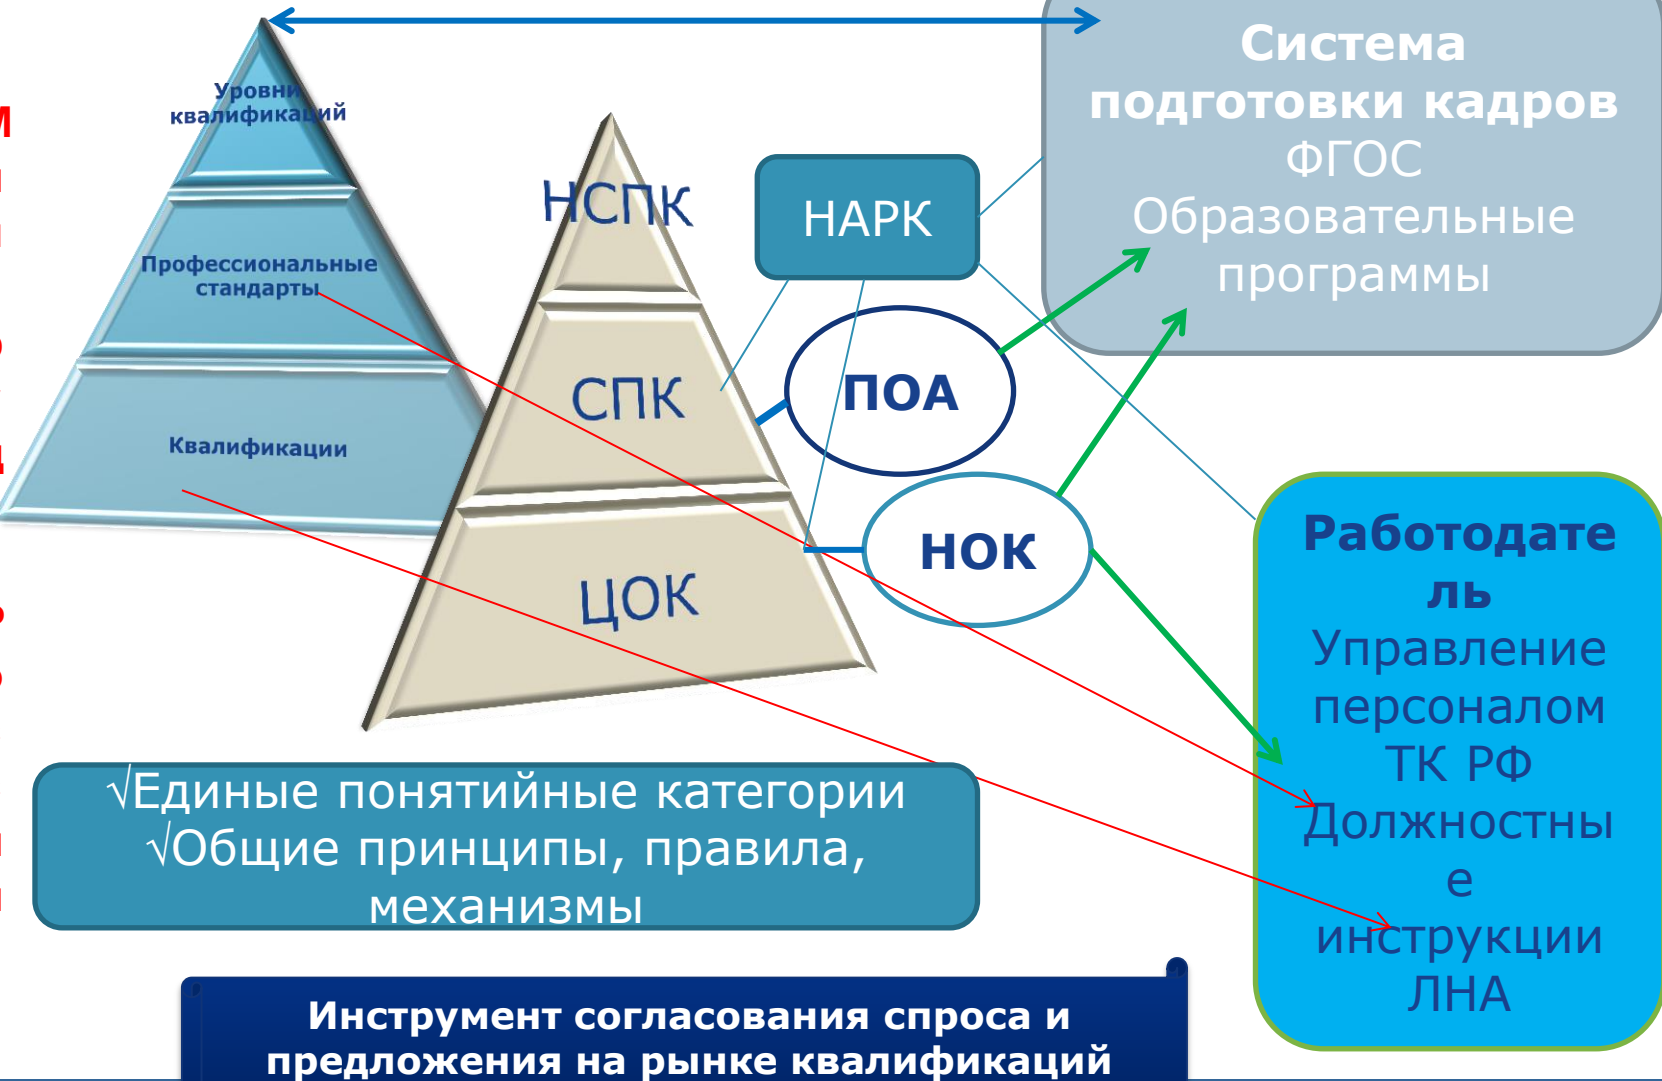 Уровни
квалификаций
Профессиональные
стандарты
Квалификации
НСПК
СПК
ЦОК
НАРК
ПОА
НОК
Система
подготовки кадров
ФГОС
Образовательные
программы
Работодате
ль
Управление
персоналом
ТК РФ
Должностны
е
инструкции
ЛНА
√Единые понятийные категории
√Общие принципы, правила,
механизмы
Инструмент согласования спроса и
предложения на рынке квалификаций